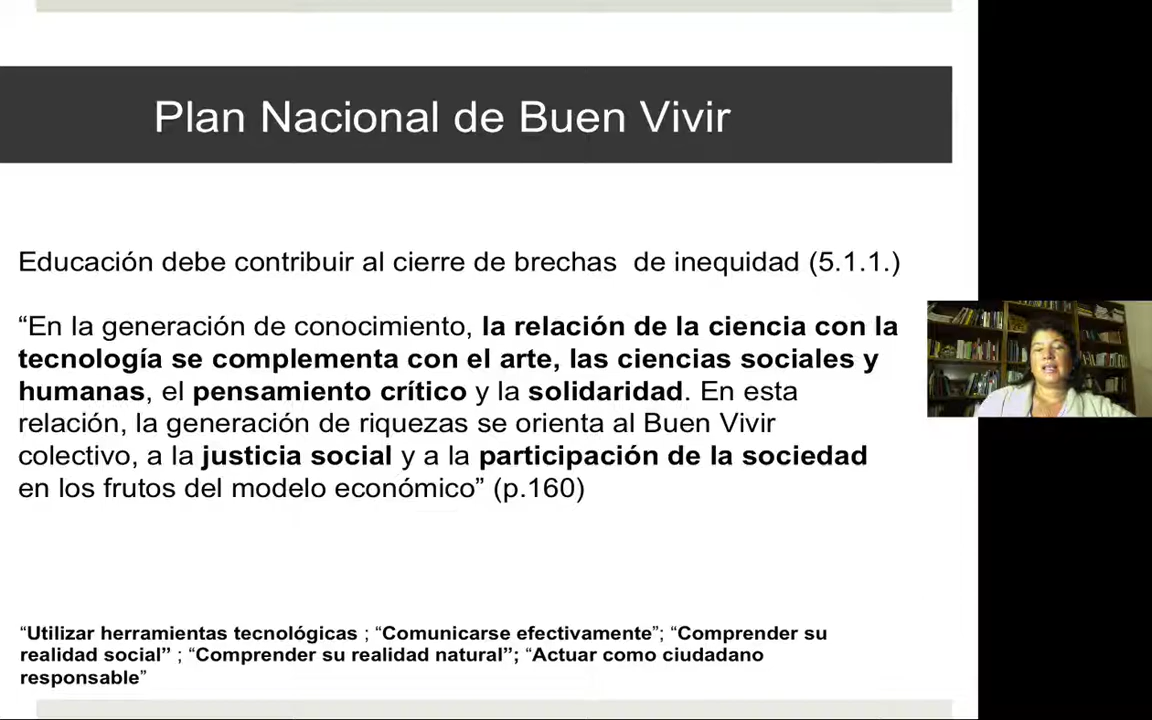 Plan Nacional de Buen Vivir
Educación debe contribuir al cierre de brechas  de inequidad (5.1.1.)
“En la generación de conocimiento, la relación de la ciencia con la
tecnología se complementa con el arte, las ciencias sociales y
humanas, el pensamiento crítico y la solidaridad. En esta
relación, la generación de riquezas se orienta al Buen Vivir
colectivo, a la justicia social y a la participación de la sociedad
en los frutos del modelo económico” (p.160)
“Utilizar herramientas tecnológicas ; “Comunicarse efectivamente”; “Comprender su
realidad social” ; “Comprender su realidad natural”; “Actuar como ciudadano
responsable”